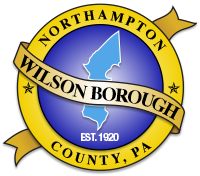 NORTHAMPTON
WILSON BOROUGH
EST. 1920
COUNTY, PA